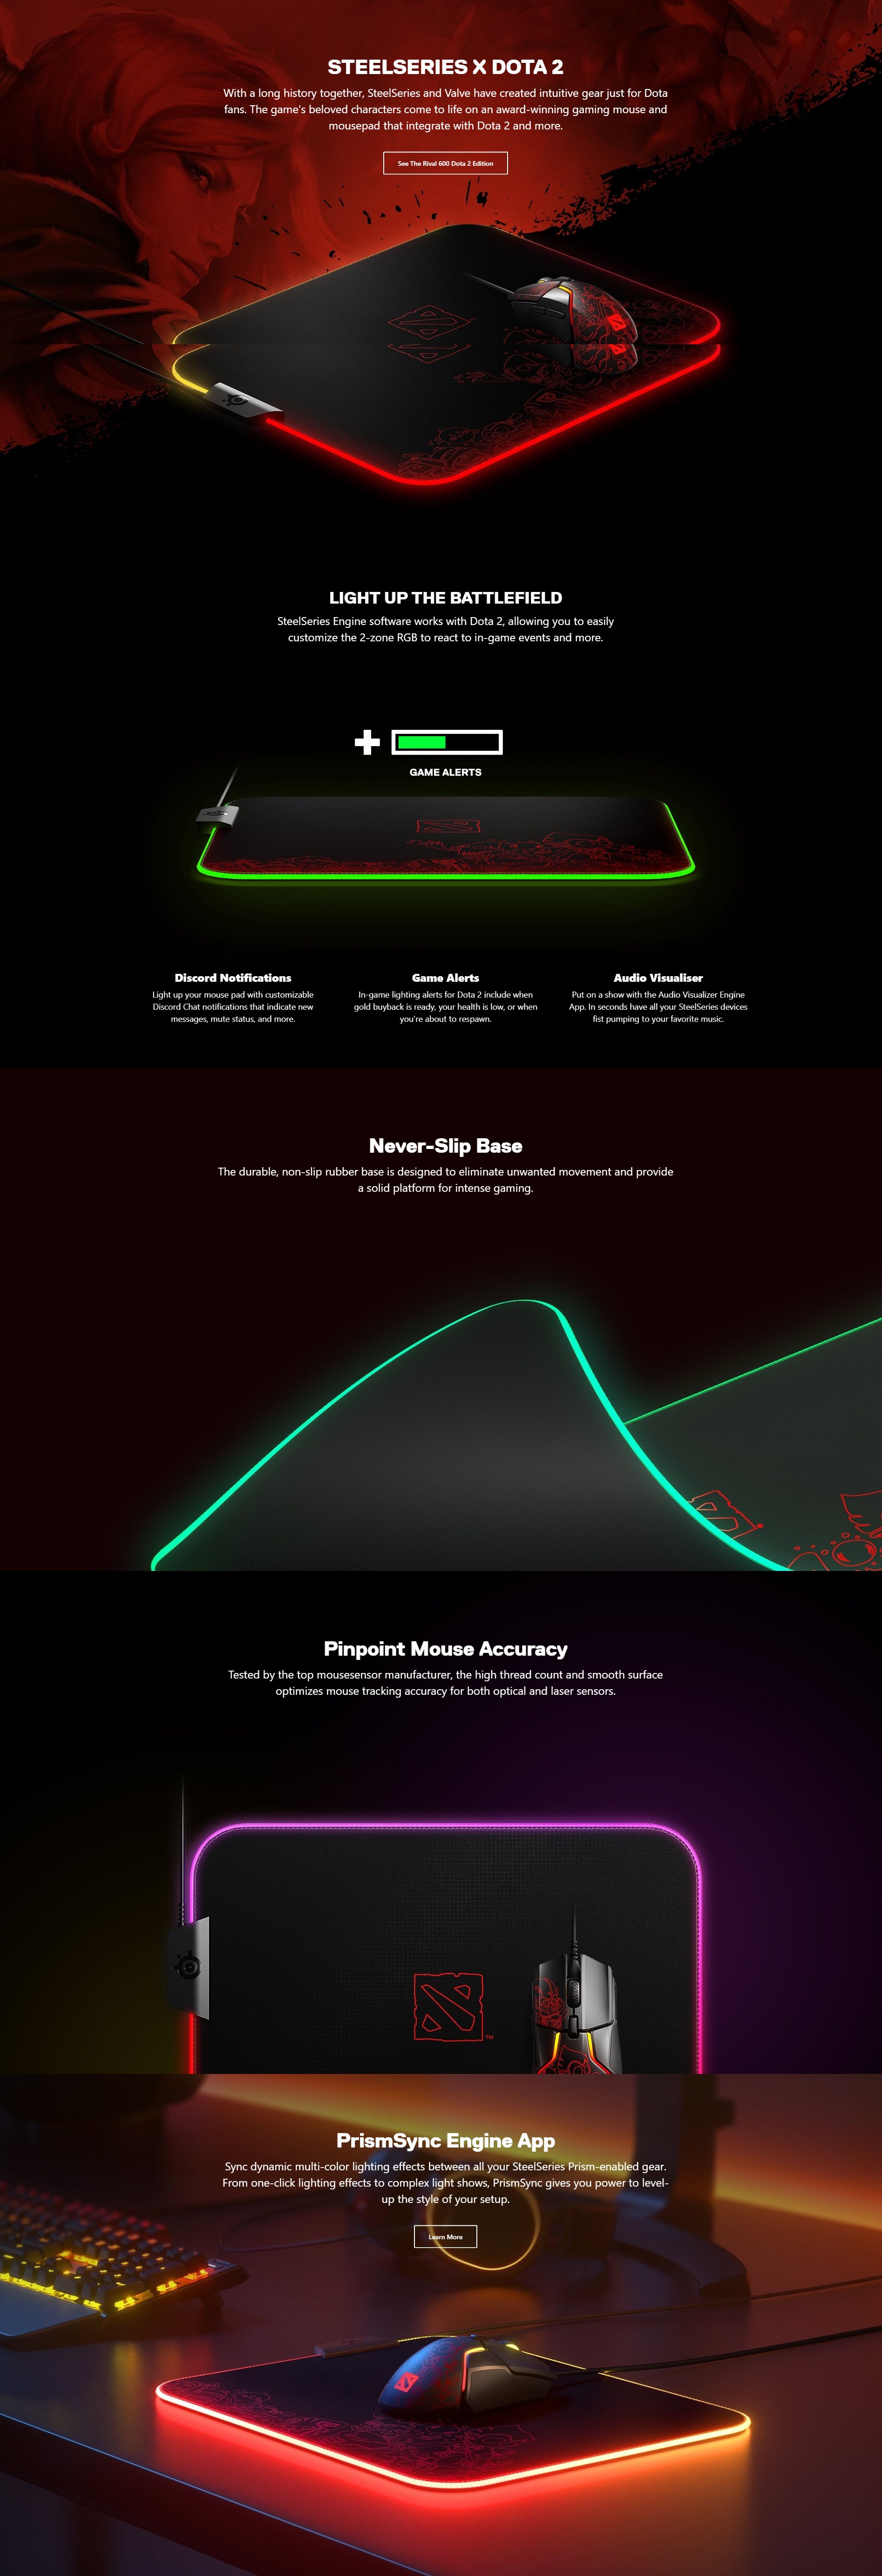 STEELSERIES X DOTA 2
With a long history together, SteelSeries and Valve have created intuitive gear just for Dota
fans. The game's beloved characters come to life on an award-winning gaming mouse and
mousepad that integrate with Dota 2 and more.
See The Rival 600 Dota 2 Edition
LIGHT UP THE BATTLEFIELD
SteelSeries Engine software works with Dota 2, allowing you to easily
customize the 2-zone RGB to react to in-game events and more.
GAME ALERTS
Discord Notifications
Light up your mouse pad with customizable
Discord Chat notifications that indicate new
messages, mute status, and more.
Game Alerts
In-game lighting alerts for Dota 2 include when
gold buyback is ready, your health is low, or when
you're about to respawn.
Audio Visualiser
Put on a show with the Audio Visualizer Engine
App. In seconds have all your SteelSeries devices
fist pumping to your favorite music.
Never-Slip Base
The durable, non-slip rubber base is designed to eliminate unwanted movement and provide
a solid platform for intense gaming.
Pinpoint Mouse Accuracy
Tested by the top mousesensor manufacturer, the high thread count and smooth surface
optimizes mouse tracking accuracy for both optical and laser sensors.
TM
PrismSync Engine App
Sync dynamic multi-color lighting effects between all your SteelSeries Prism-enabled gear.
From one-click lighting effects to complex light shows, PrismSync gives you power to level-
up the style of your setup.
Learn More